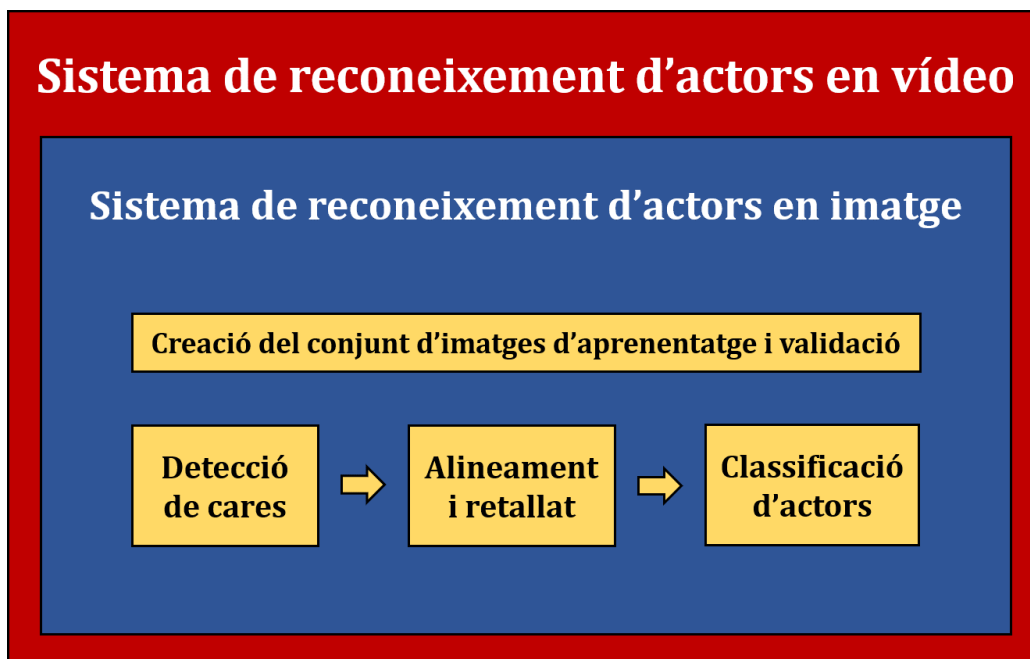 Sistema de reconeixement d’actors en vídeo
Sistema de reconeixement d’actors en imatge
Creació del conjunt d’imatges d’aprenentatge i validació
Detecció
de cares
Alineament
i retallat
Classificació
d’actors